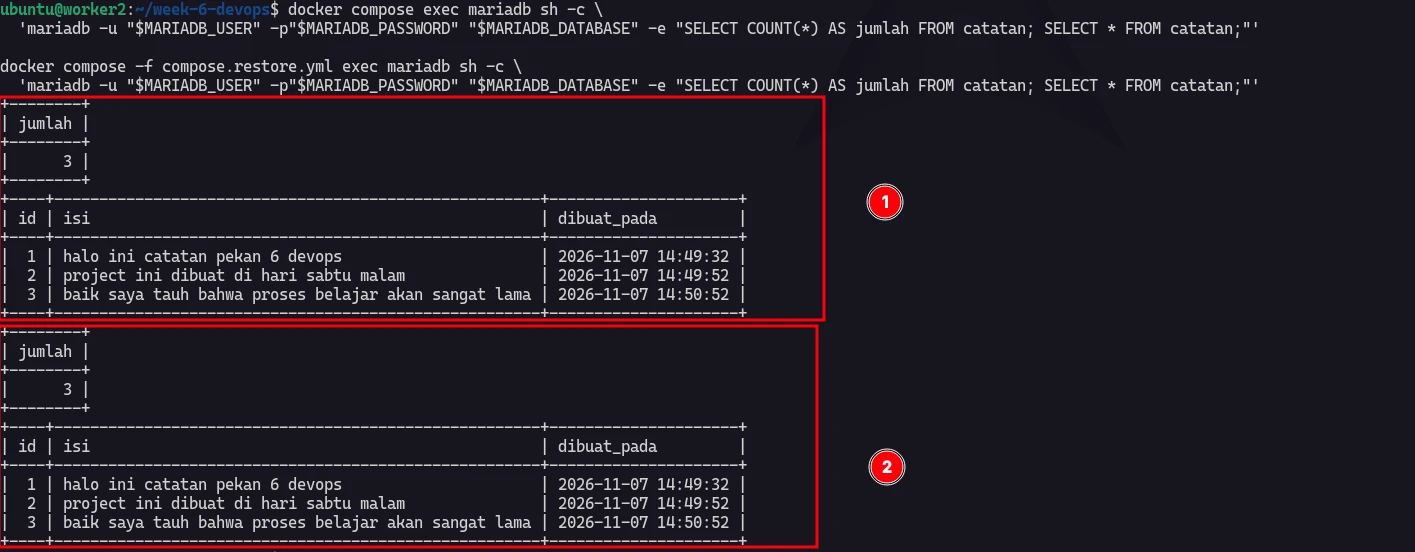 ubuntu@worker2:~/week-6-devops$ docker compose exec mariadb sh -c \
  'mariadb -u "$MARIADB_USER" -p"$MARIADB_PASSWORD" "$MARIADB_DATABASE" -e "SELECT COUNT(*) AS jumlah FROM catatan; SELECT * FROM catatan;"'
docker compose -f compose.restore.yml exec mariadb sh -c \
  'mariadb -u "$MARIADB_USER" -p"$MARIADB_PASSWORD" "$MARIADB_DATABASE" -e "SELECT COUNT(*) AS jumlah FROM catatan; SELECT * FROM catatan;"'
+--------+
| jumlah |
+--------+
|      3 |
+--------+
+----+-----------------------------------------------------+---------------------+
| id | isi                                                 | dibuat_pada         |
+----+-----------------------------------------------------+---------------------+
|  1 | halo ini catatan pekan 6 devops                     | 2026-11-07 14:49:32 |
|  2 | project ini dibuat di hari sabtu malam              | 2026-11-07 14:49:52 |
|  3 | baik saya tauh bahwa proses belajar akan sangat lama | 2026-11-07 14:50:52 |
+----+-----------------------------------------------------+---------------------+
1
+--------+
| jumlah |
+--------+
|      3 |
+--------+
+----+-----------------------------------------------------+---------------------+
| id | isi                                                 | dibuat_pada         |
+----+-----------------------------------------------------+---------------------+
|  1 | halo ini catatan pekan 6 devops                     | 2026-11-07 14:49:32 |
|  2 | project ini dibuat di hari sabtu malam              | 2026-11-07 14:49:52 |
|  3 | baik saya tauh bahwa proses belajar akan sangat lama | 2026-11-07 14:50:52 |
+----+-----------------------------------------------------+---------------------+
2